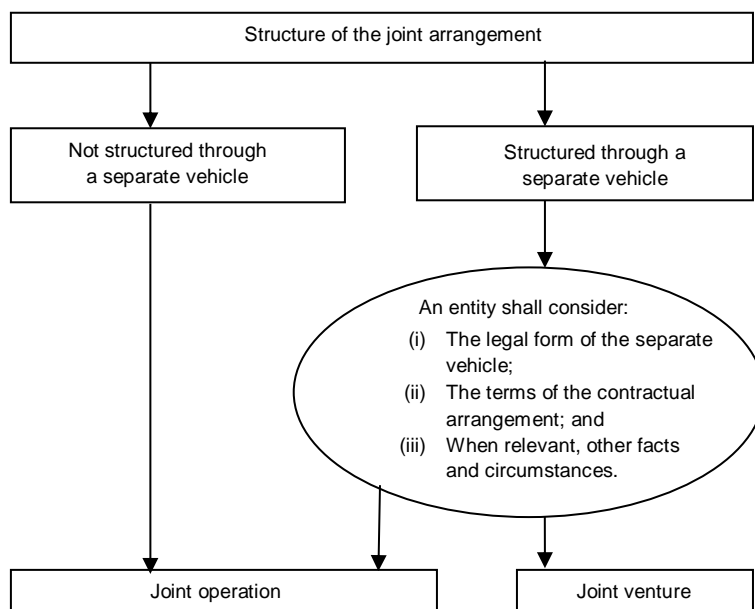 Structure of the joint arrangement
Not structured through
a separate vehicle
Structured through a
separate vehicle
An entity shall consider:
(i) The legal form of the separate
vehicle;
(ii) The terms of the contractual
arrangement; and
(iii) When relevant, other facts
and circumstances.
Joint operation
Joint venture